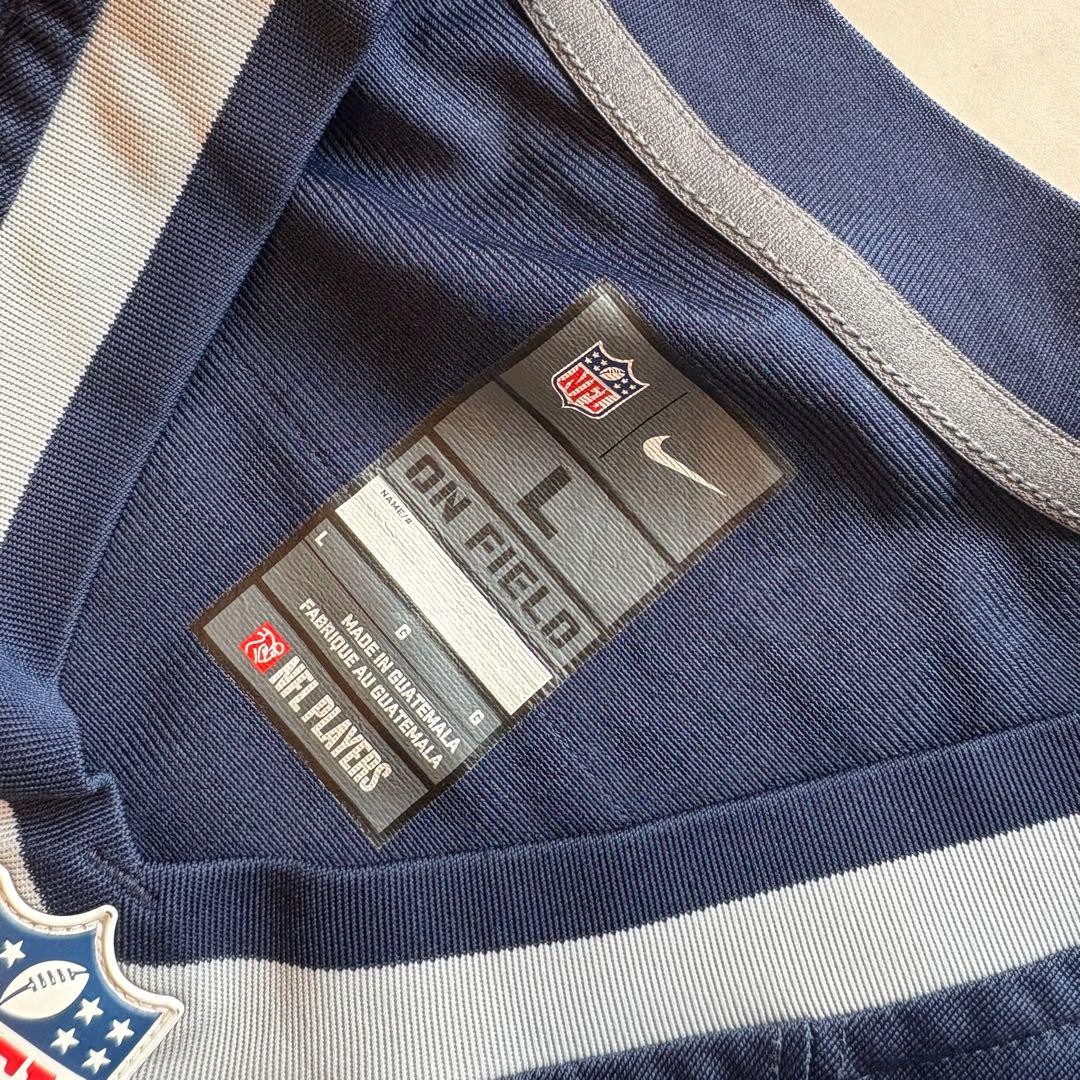 NFL
L
ON FIELD
NAME/#
L G G
MADE IN GUATEMALA
FABRIQUE AU GUATEMALA
NFL PLAYERS